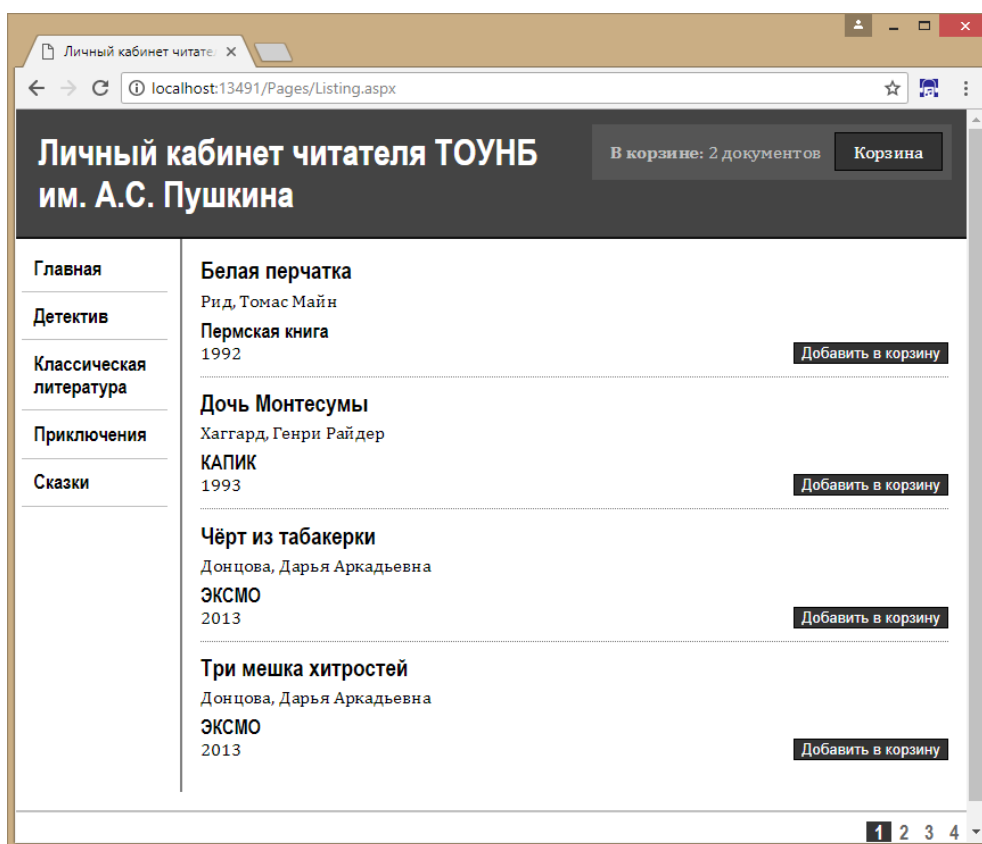 Личный кабинет читате
localhost:13491/Pages/Listing.aspx
Личный кабинет читателя ТОУНБ
им. А.С. Пушкина
В корзине: 2 документов
Корзина
Главная
Детектив
Классическая
литература
Приключения
Сказки
Белая перчатка
Рид, Томас Майн
Пермская книга
1992
Добавить в корзину
Дочь Монтесумы
Хаггард, Генри Райдер
КАПИК
1993
Добавить в корзину
Чёрт из табакерки
Донцова, Дарья Аркадьевна
ЭКСМО
2013
Добавить в корзину
Три мешка хитростей
Донцова, Дарья Аркадьевна
ЭКСМО
2013
Добавить в корзину
1 2 3 4